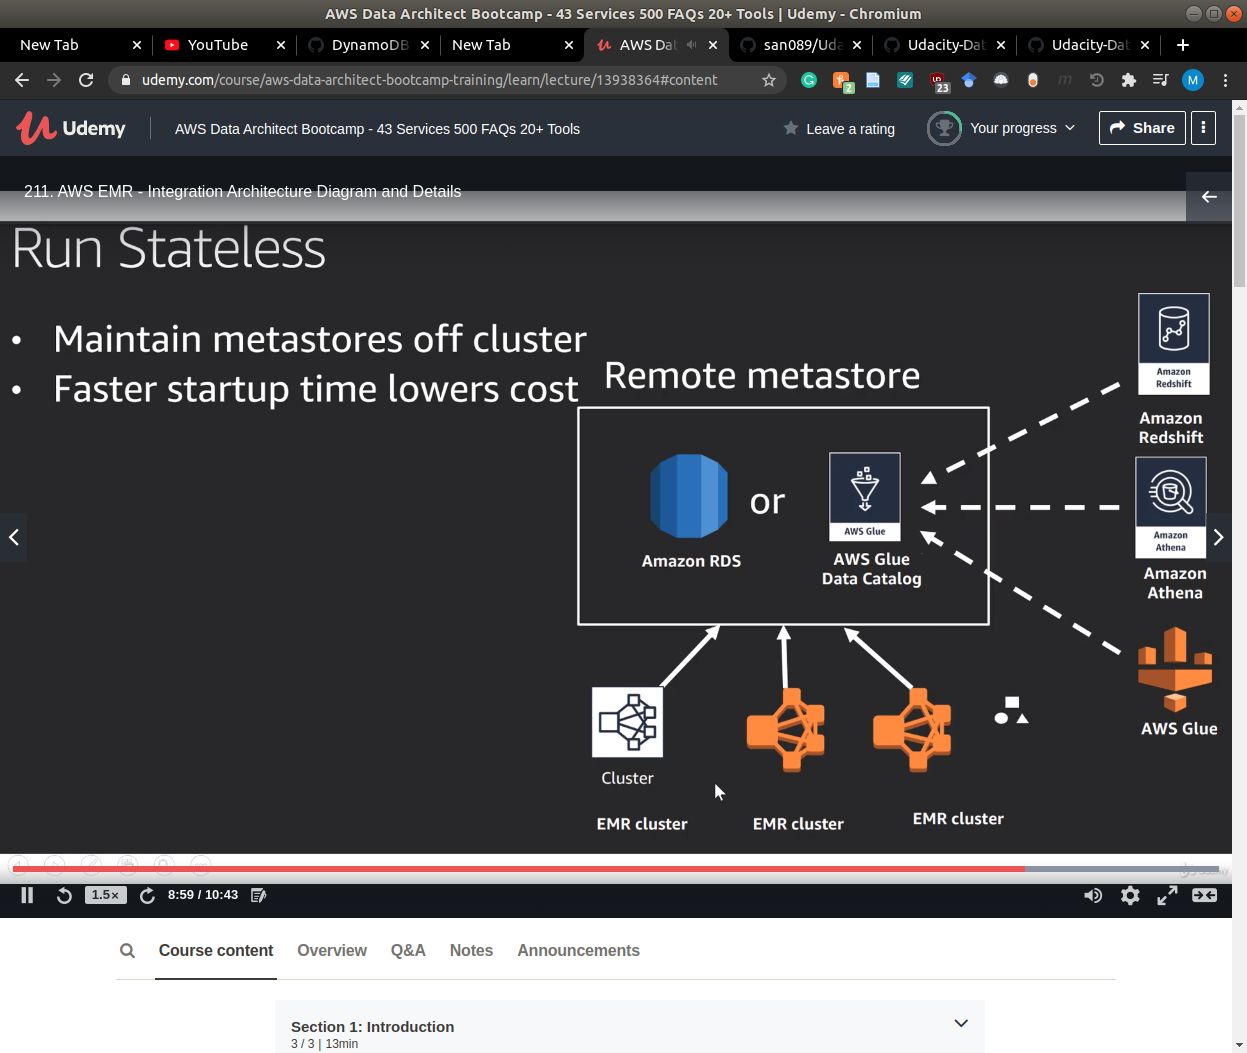 AWS Data Architect Bootcamp - 43 Services 500 FAQs 20+ Tools | Udemy - Chromium
New Tab
YouTube
DynamoDB
New Tab
AWS Dat
san089/Uda
Udacity-Dat
Udacity-Dat
udemy.com/course/aws-data-architect-bootcamp-training/learn/lecture/13938364#content
2
23
M
Udemy
AWS Data Architect Bootcamp - 43 Services 500 FAQs 20+ Tools
Leave a rating
Your progress
Share
211. AWS EMR - Integration Architecture Diagram and Details
Run Stateless
• Maintain metastores off cluster
• Faster startup time lowers cost
Remote metastore
Amazon RDS
or
AWS Glue
AWS Glue
Data Catalog
Amazon
Redshift
Amazon
Redshift
Amazon
Athena
Amazon
Athena
AWS Glue
Cluster
EMR cluster
EMR cluster
EMR cluster
1.5×
8:59 / 10:43
Course content
Overview
Q&A
Notes
Announcements
Section 1: Introduction
3 / 3 | 13min